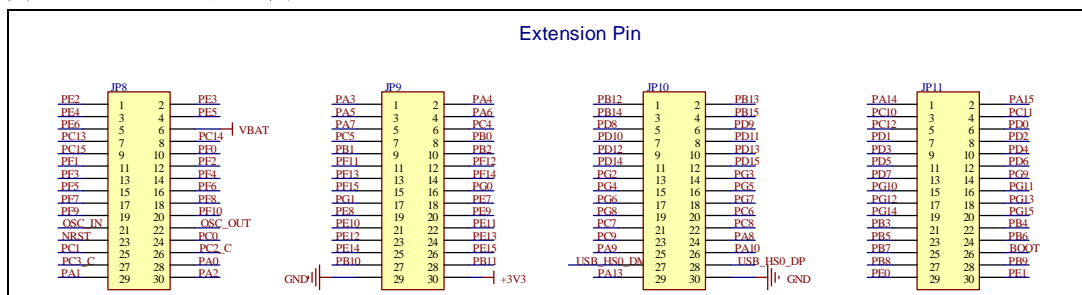 Extension Pin
JP8
PE2 1 2 PE3
PE4 3 4 PE5
PE6 5 6 VBAT
PC13 7 8 PC14
PC15 9 10 PF0
PF1 11 12 PF2
PF3 13 14 PF4
PF5 15 16 PF6
PF7 17 18 PF8
PF9 19 20 PF10
OSC_IN 21 22 OSC_OUT
NRST 23 24 PC0
PC1 25 26 PC2_C
PC3_C 27 28 PA0
PA1 29 30 PA2
JP9
PA3 1 2 PA4
PA5 3 4 PA6
PA7 5 6 PC4
PC5 7 8 PB0
PB1 9 10 PB2
PF11 11 12 PF12
PF13 13 14 PF14
PF15 15 16 PG0
PG1 17 18 PE7
PE8 19 20 PE9
PE10 21 22 PE11
PE12 23 24 PE13
PE14 25 26 PE15
PB10 27 28 PB11
GND 29 30 +3V3
JP10
PB12 1 2 PB13
PB14 3 4 PB15
PD8 5 6 PD9
PD10 7 8 PD11
PD12 9 10 PD13
PD14 11 12 PD15
PG2 13 14 PG3
PG4 15 16 PG5
PG6 17 18 PG7
PG8 19 20 PC6
PC7 21 22 PC8
PC9 23 24 PA8
PA9 25 26 PA10
USB_HS0_DM 27 28 USB_HS0_DP
PA13 29 30 GND
JP11
PA14 1 2 PA15
PC10 3 4 PC11
PC12 5 6 PD0
PD1 7 8 PD2
PD3 9 10 PD4
PD5 11 12 PD6
PD7 13 14 PG9
PG10 15 16 PG11
PG12 17 18 PG13
PG14 19 20 PG15
PB3 21 22 PB4
PB5 23 24 PB6
PB7 25 26 BOOT
PB8 27 28 PB9
PE0 29 30 PE1